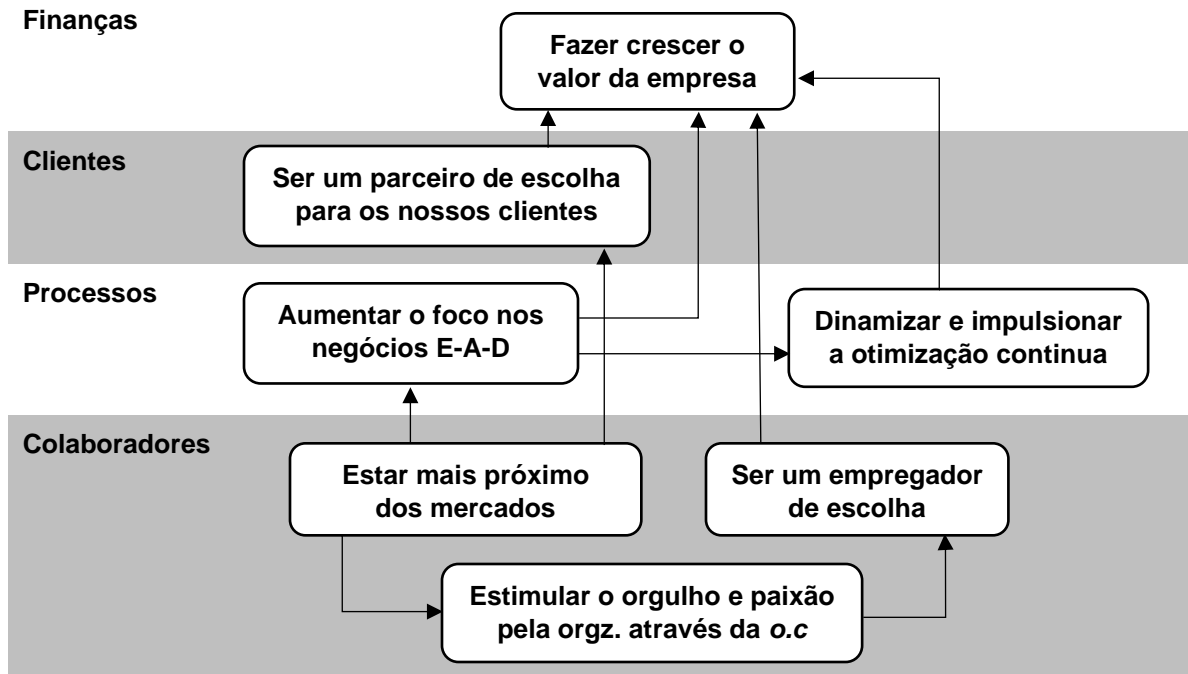 Finanças
Fazer crescer o
valor da empresa
Clientes
Ser um parceiro de escolha
para os nossos clientes
Processos
Aumentar o foco nos
negócios E-A-D
Dinamizar e impulsionar
a otimização continua
Colaboradores
Estar mais próximo
dos mercados
Ser um empregador
de escolha
Estimular o orgulho e paixão
pela orgz. através da o.c